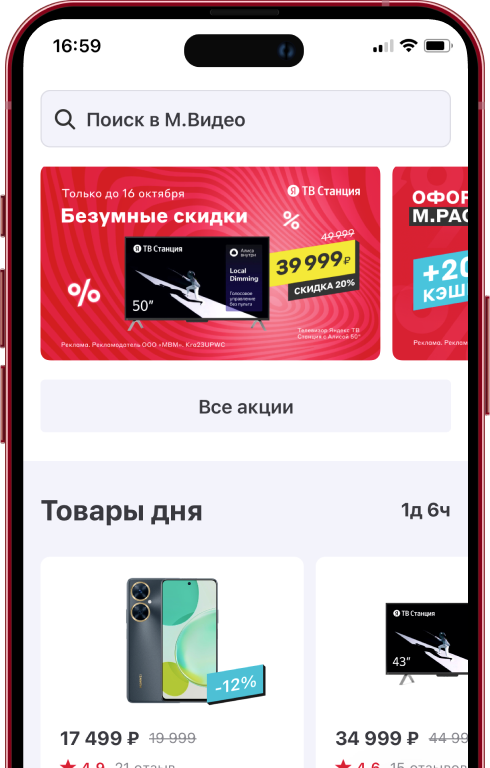 16:59
Поиск в М.Видео
Только до 16 октября
Безумные скидки
Я ТВ Станция
%
49 999
39 999 ₽
СКИДКА 20%
Я ТВ Станция
Алиса
внутри
Local
Dimming
Голосовое
управление
без пульта
%
50”
Телевизор Яндекс ТВ
Станция с Алисой 50"
Реклама. Рекламодатель ООО «МВМ». Kra23UPWC
ОФОР
М.РАС
+20
КЭШ
Реклама. Реклам
Все акции
Товары дня
1д 6ч
-12%
17 499 ₽ 19 999
4.9 21 отзыв
Я ТВ Станция
43”
34 999 ₽ 44 99
4.6 15 отзывов